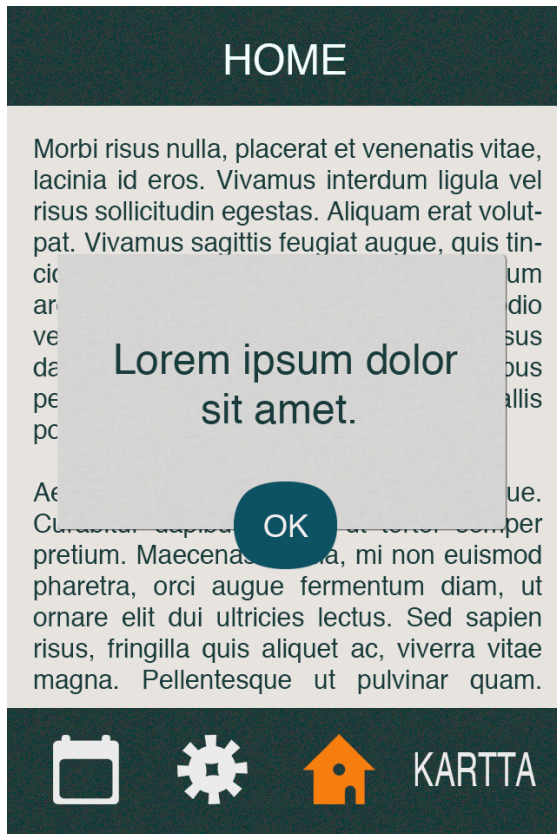 HOME
Morbi risus nulla, placerat et venenatis vitae,
lacinia id eros. Vivamus interdum ligula vel
risus sollicitudin egestas. Aliquam erat volut-
pat. Vivamus sagittis feugiat augue, quis tin-
Lorem ipsum dolor
sit amet.
OK
pretium. Maecenas mi non euismod
pharetra, orci augue fermentum diam, ut
ornare elit dui ultricies lectus. Sed sapien
risus, fringilla quis aliquet ac, viverra vitae
magna. Pellentesque ut pulvinar quam.
KARTTA